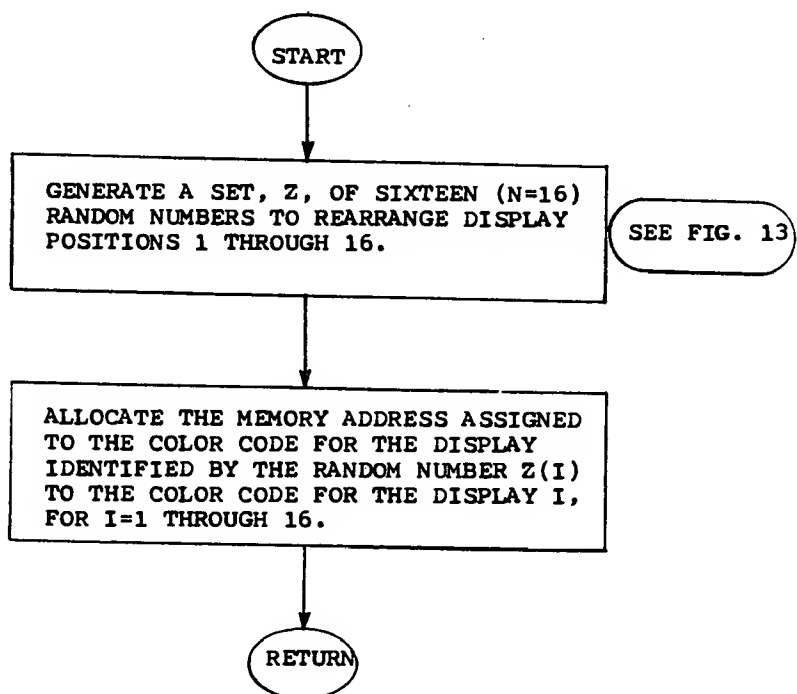 START
GENERATE A SET, Z, OF SIXTEEN (N=16)
RANDOM NUMBERS TO REARRANGE DISPLAY
POSITIONS 1 THROUGH 16.
SEE FIG. 13
ALLOCATE THE MEMORY ADDRESS ASSIGNED
TO THE COLOR CODE FOR THE DISPLAY
IDENTIFIED BY THE RANDOM NUMBER Z(I)
TO THE COLOR CODE FOR THE DISPLAY I,
FOR I=1 THROUGH 16.
RETURN